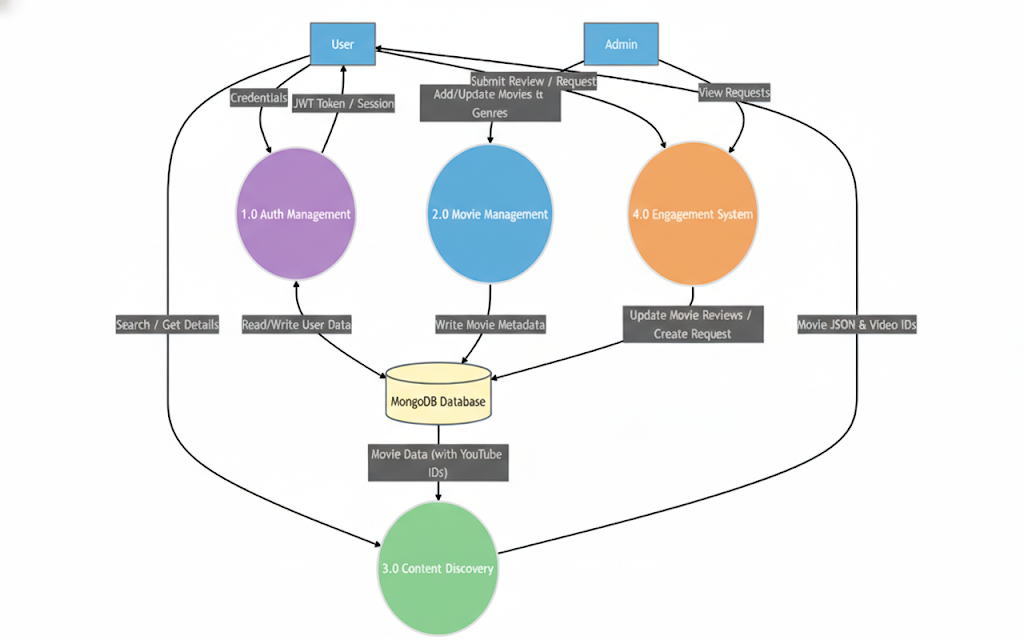 User
Admin
Submit Review / Request
Credentials
JWT Token / Session
Add/Update Movies &
Genres
View Requests
1.0 Auth Management
2.0 Movie Management
4.0 Engagement System
Search / Get Details
Read/Write User Data
Write Movie Metadata
Update Movie Reviews /
Create Request
Movie JSON & Video IDs
MongoDB Database
Movie Data (with YouTube
IDs)
3.0 Content Discovery